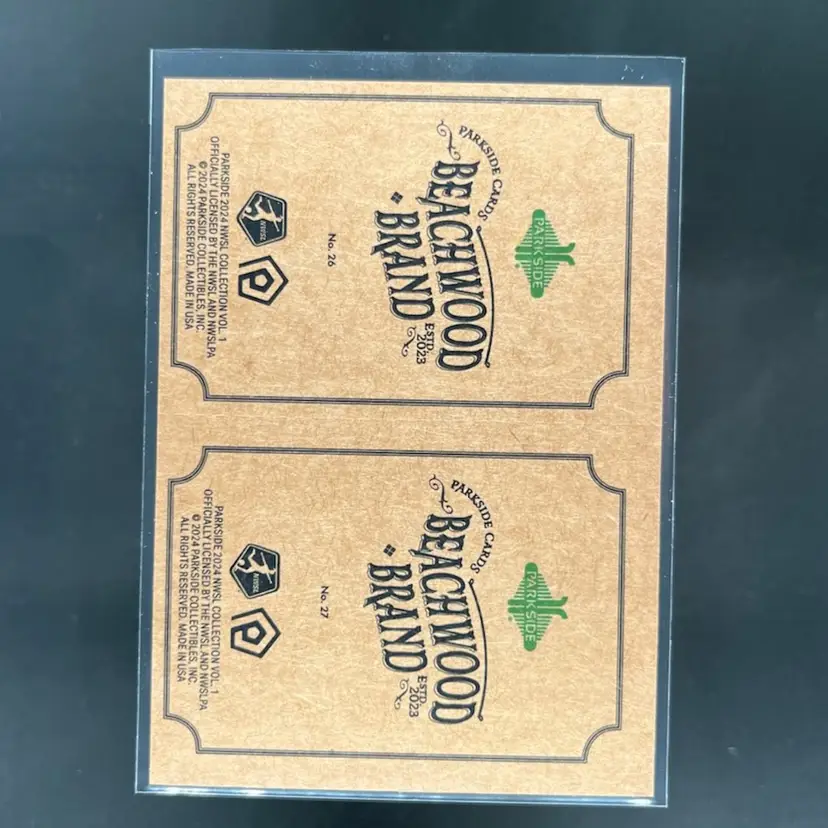 PARKSIDE
PARKSIDE CARDS
BEACHWOOD
BRAND
ESTD.
2023
No. 26
NWSL
PARKSIDE 2024 NWSL COLLECTION VOL. 1
OFFICIALLY LICENSED BY THE NWSL AND NWSLPA
© 2024 PARKSIDE COLLECTIBLES, INC.
ALL RIGHTS RESERVED. MADE IN USA
PARKSIDE
PARKSIDE CARDS
BEACHWOOD
BRAND
ESTD.
2023
No. 27
NWSL
PARKSIDE 2024 NWSL COLLECTION VOL. 1
OFFICIALLY LICENSED BY THE NWSL AND NWSLPA
© 2024 PARKSIDE COLLECTIBLES, INC.
ALL RIGHTS RESERVED. MADE IN USA